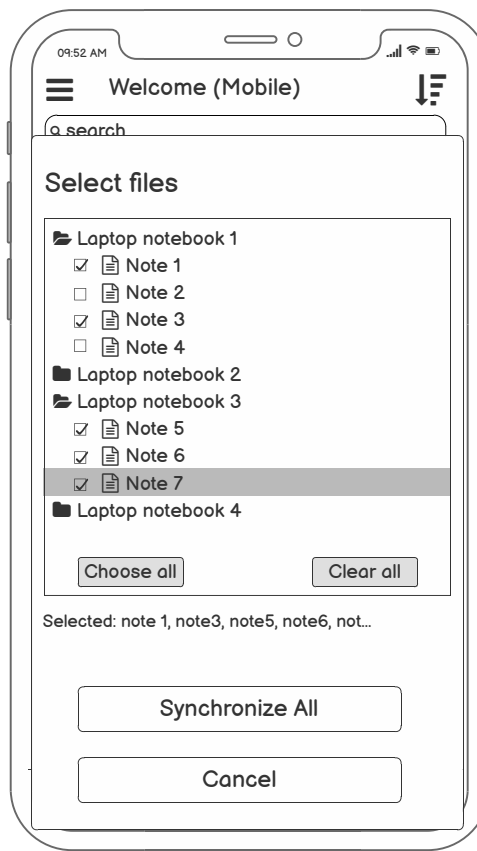 09:52 AM
Welcome (Mobile)
search
Select files
Laptop notebook 1
Note 1
Note 2
Note 3
Note 4
Laptop notebook 2
Laptop notebook 3
Note 5
Note 6
Note 7
Laptop notebook 4
Choose all Clear all
Selected: note 1, note3, note5, note6, not...
Synchronize All
Cancel